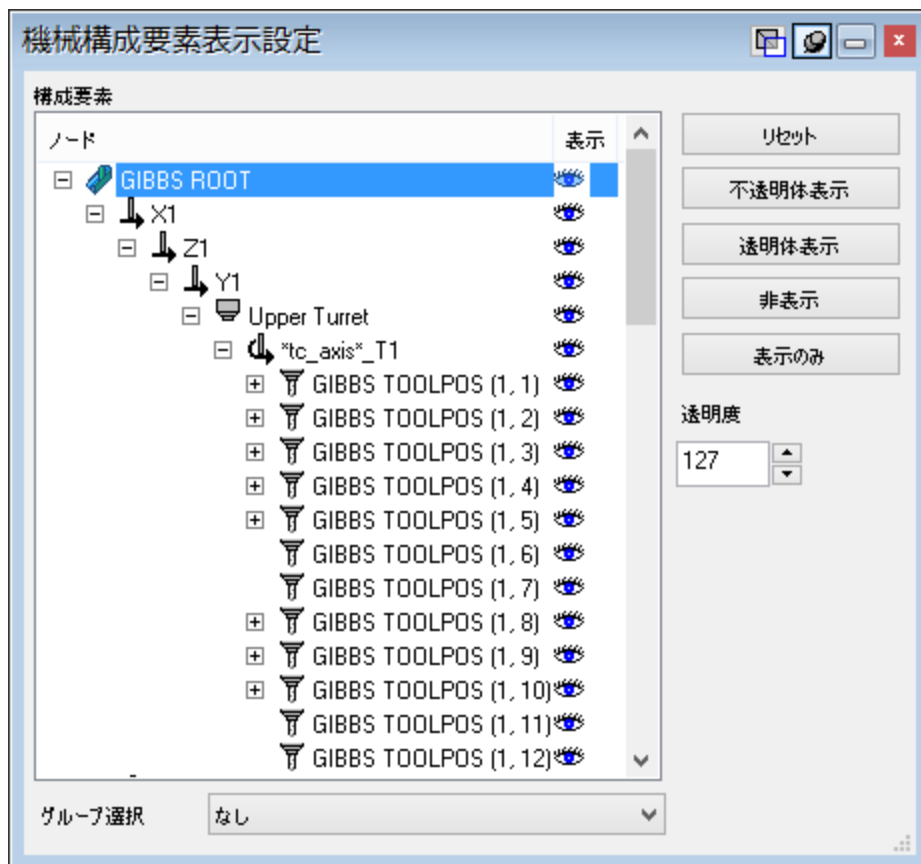 機械構成要素表示設定
構成要素
ノード 表示
GIBBS ROOT
X1
Z1
Y1
Upper Turret
*tc_axis*_T1
GIBBS TOOLPOS (1, 1)
GIBBS TOOLPOS (1, 2)
GIBBS TOOLPOS (1, 3)
GIBBS TOOLPOS (1, 4)
GIBBS TOOLPOS (1, 5)
GIBBS TOOLPOS (1, 6)
GIBBS TOOLPOS (1, 7)
GIBBS TOOLPOS (1, 8)
GIBBS TOOLPOS (1, 9)
GIBBS TOOLPOS (1, 10)
GIBBS TOOLPOS (1, 11)
GIBBS TOOLPOS (1, 12)
リセット
不透明体表示
透明体表示
非表示
表示のみ
透明度
127
グループ選択 なし